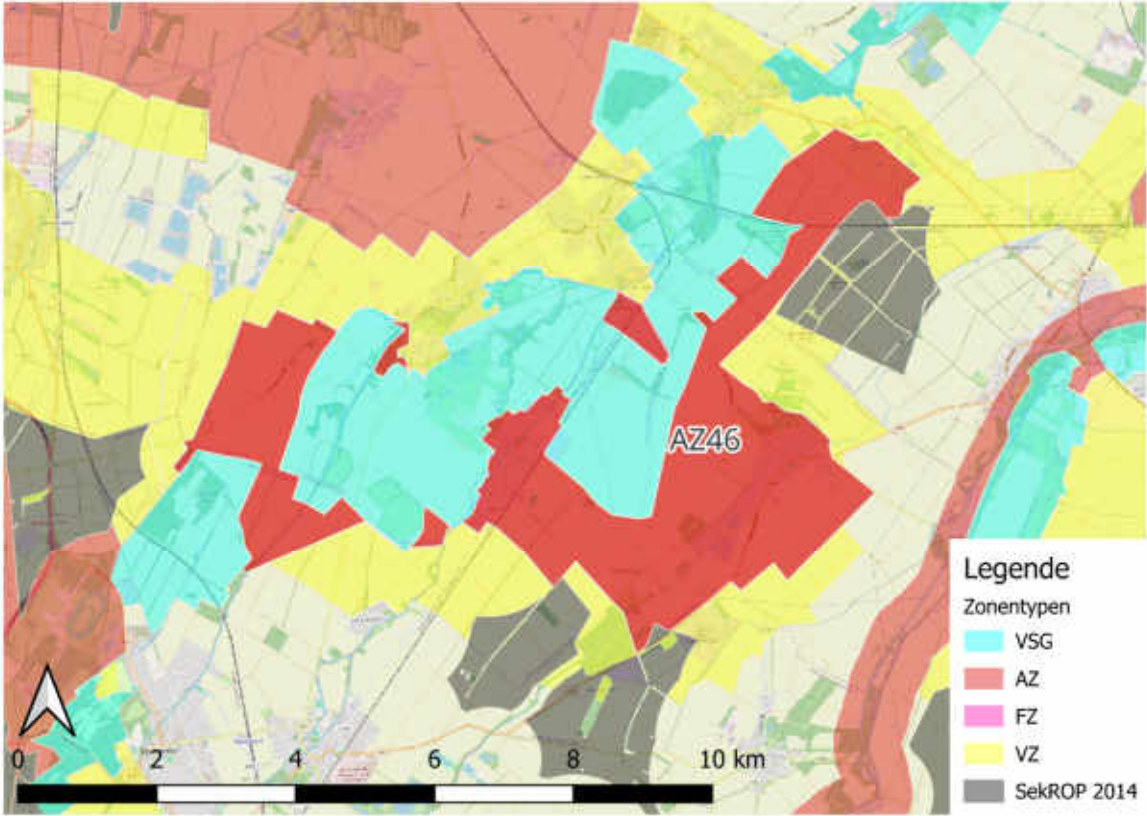 AZ46
Legende
Zonentypen
VSG
AZ
FZ
VZ
SekROP 2014
0 2 4 6 8 10 km